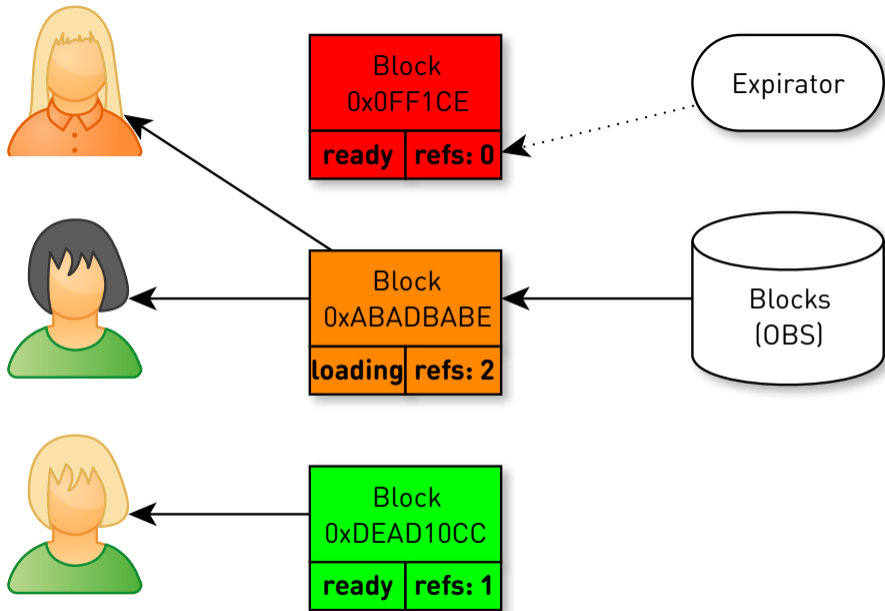 Block
0x0FF1CE
ready refs: 0
Expirator
Block
0xABADBABE
loading refs: 2
Blocks
(OBS)
Block
0xDEAD10CC
ready refs: 1